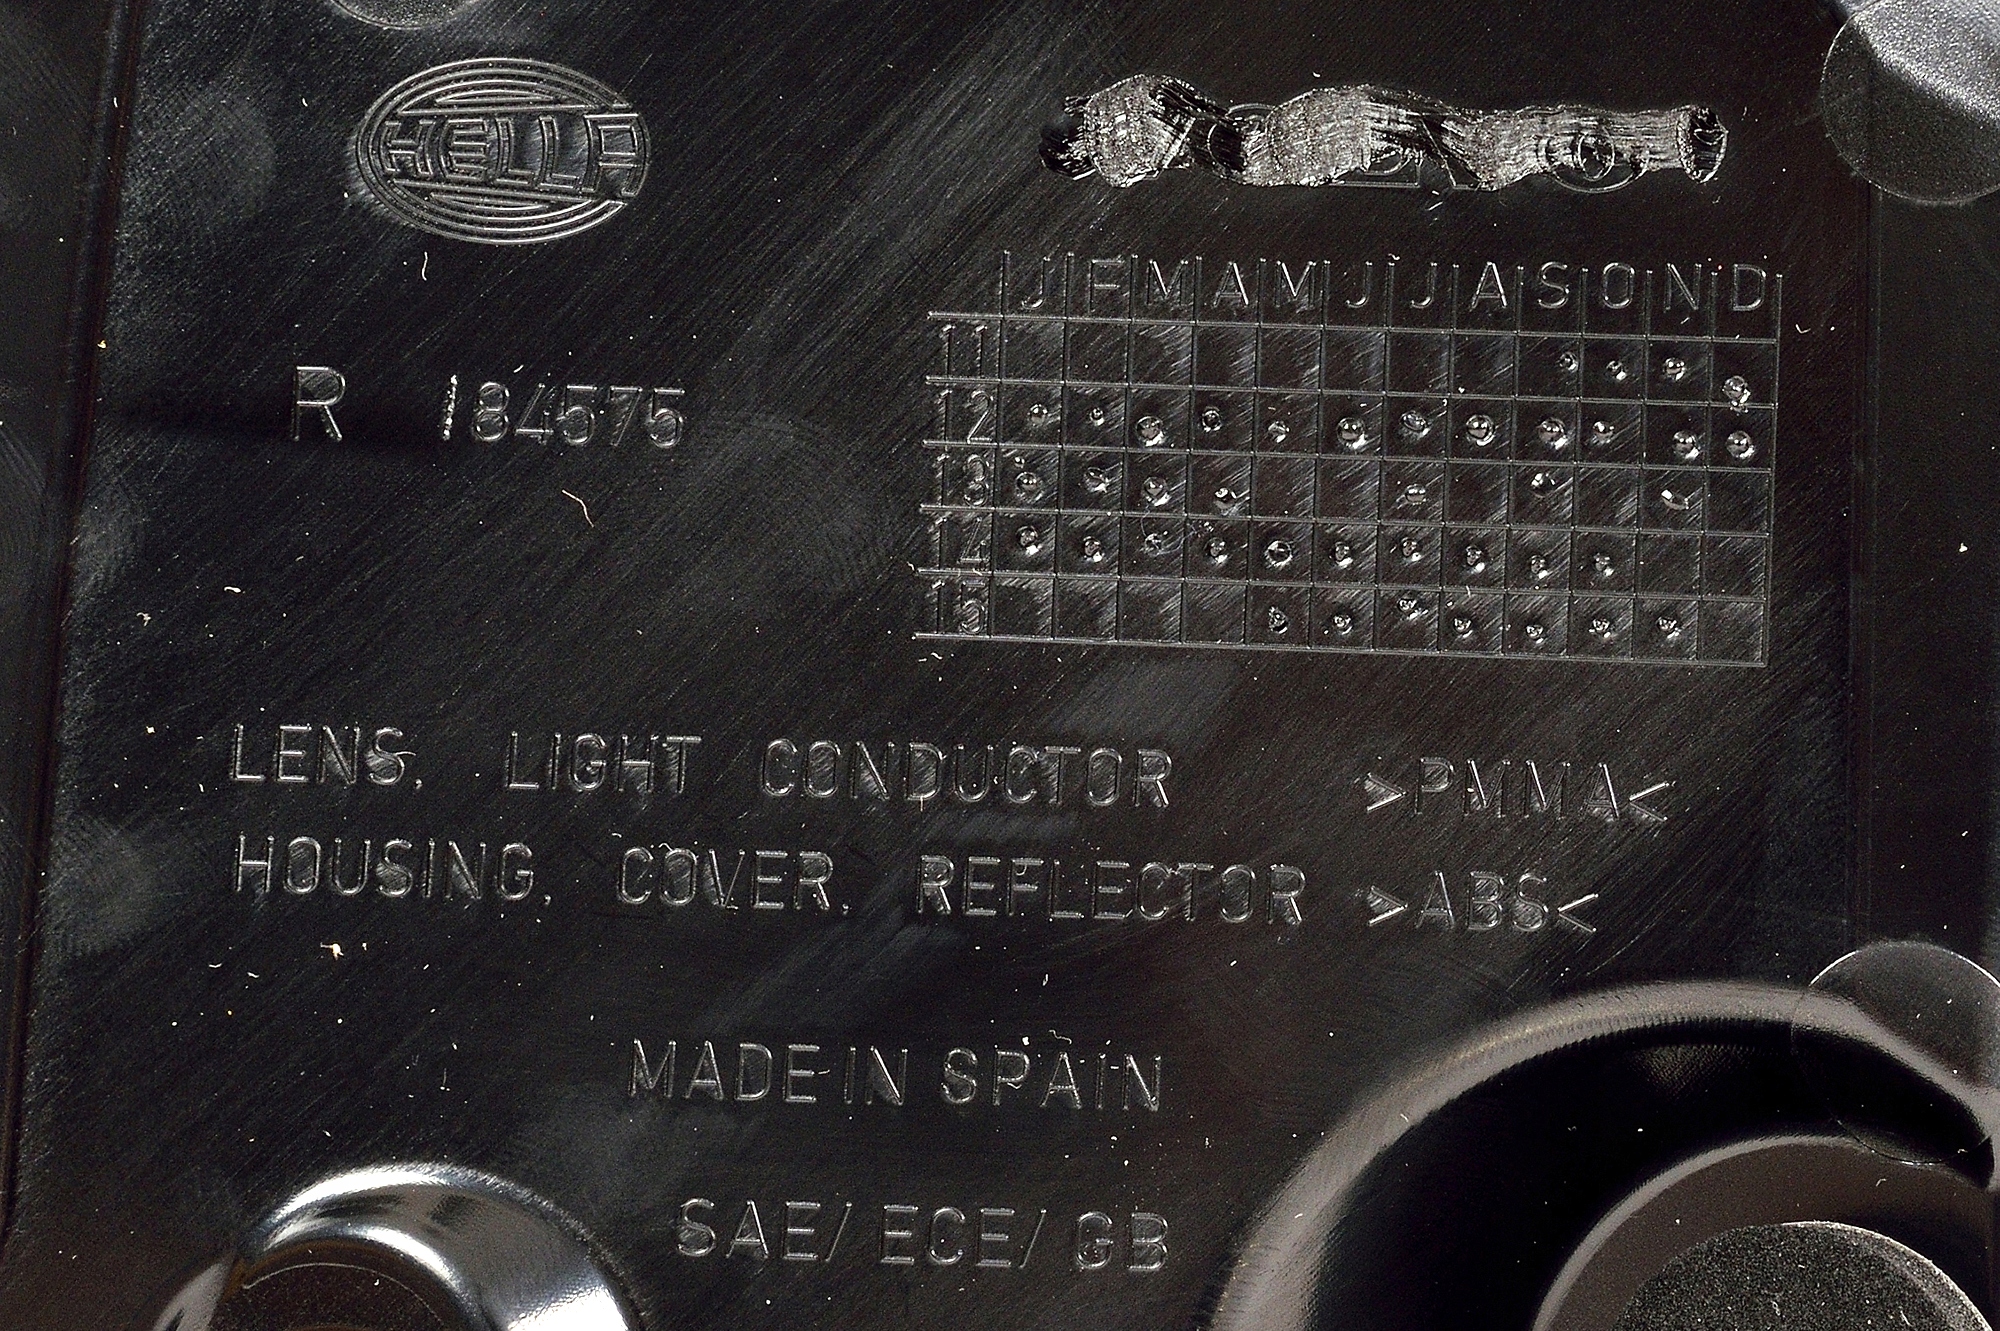 HELLA
J F M A M J J A S O N D
11
R 184575
12
13
14
15
LENS, LIGHT CONDUCTOR >PMMA<
HOUSING, COVER, REFLECTOR >ABS<
MADE IN SPAIN
SAE/ ECE/ GB